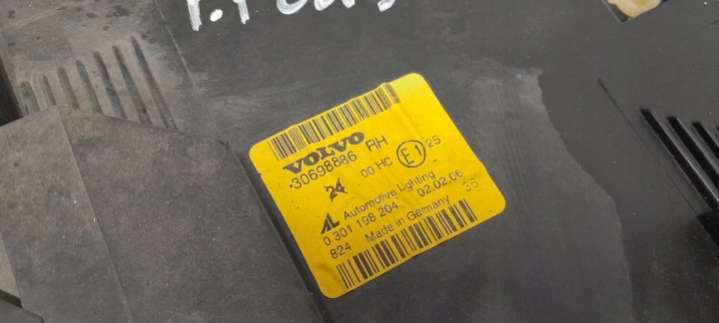 VOLVO
30698886 RH
24 00 HC E1 25
AL Automotive Lighting
0 301 198 204 02.02.06
824 Made in Germany 35